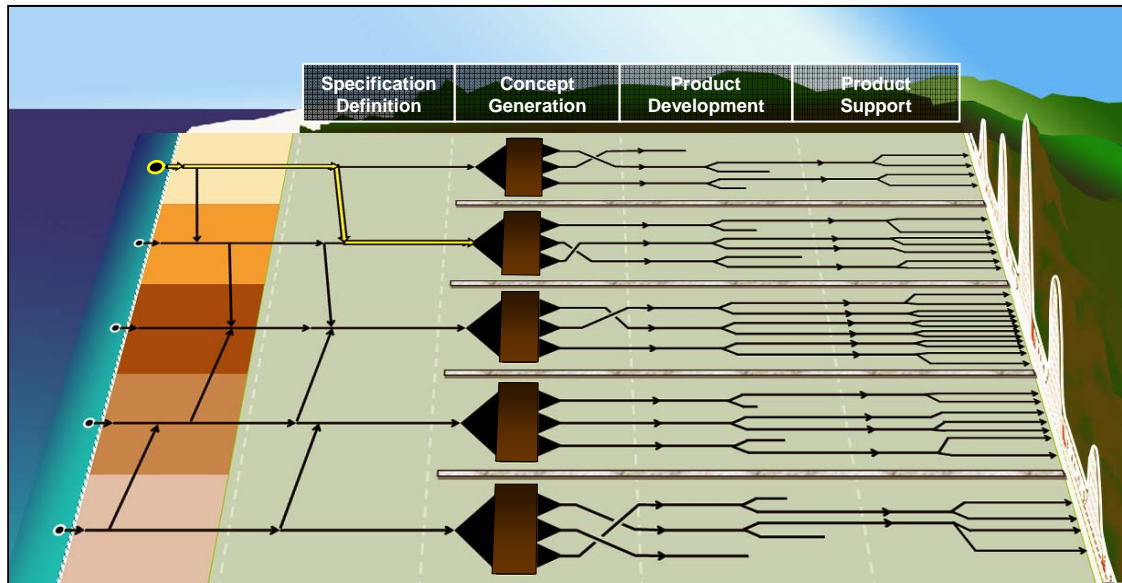 Specification
Definition
Concept
Generation
Product
Development
Product
Support